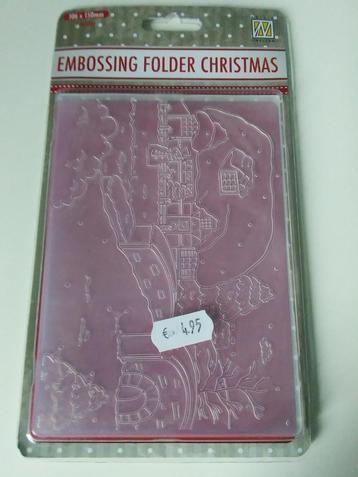 106 x 150mm
EMBOSSING FOLDER CHRISTMAS
€ 4.95